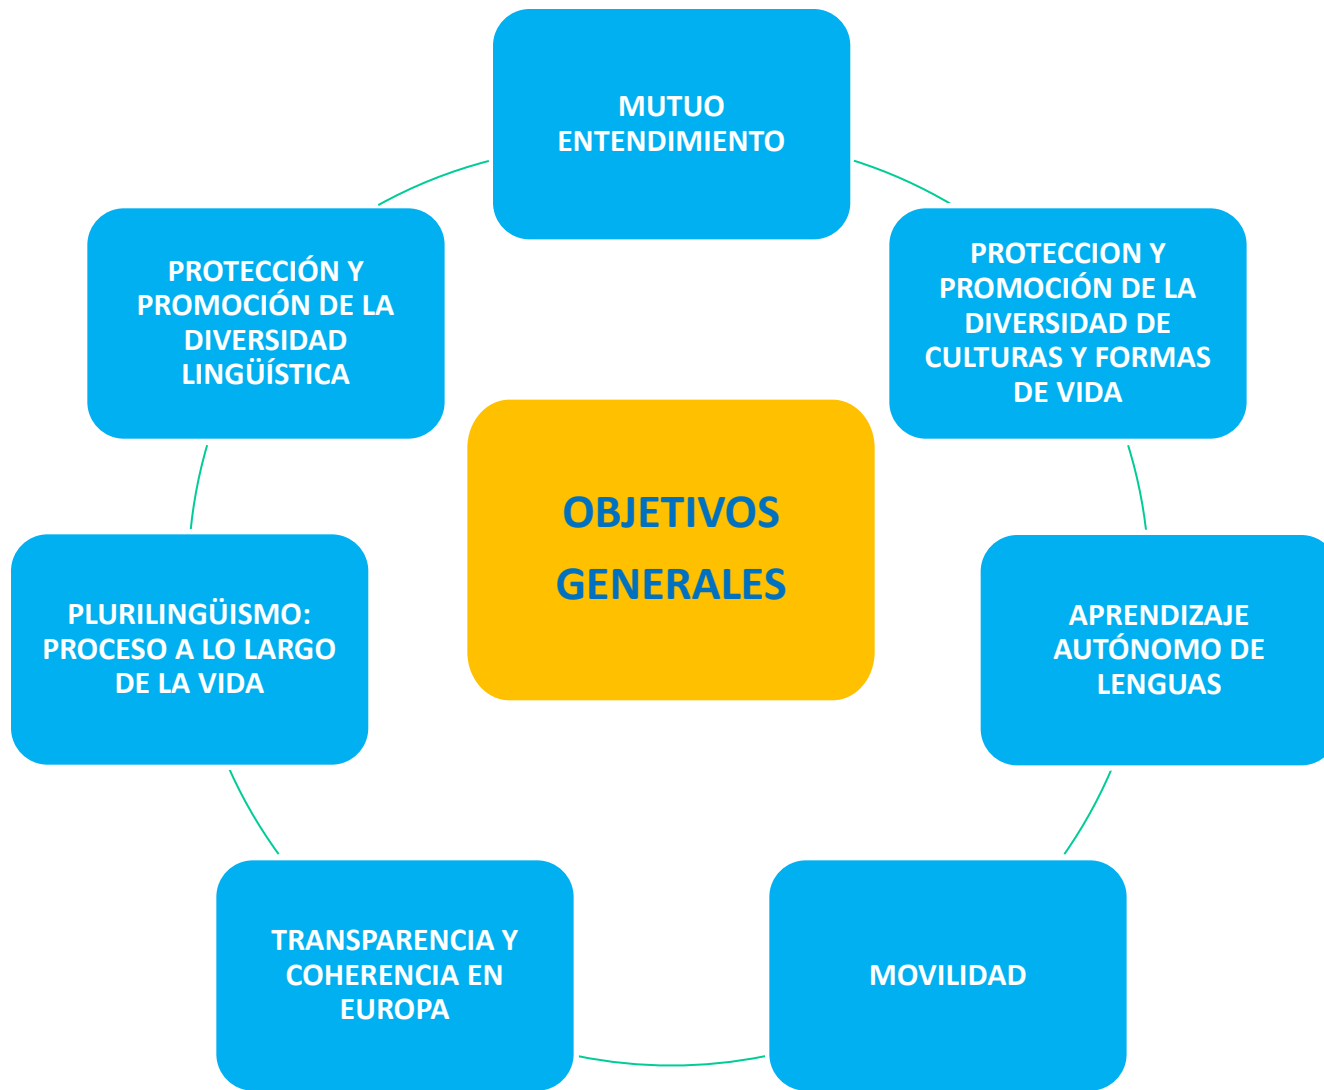 MUTUO
ENTENDIMIENTO
PROTECCIÓN Y
PROMOCIÓN DE LA
DIVERSIDAD
LINGÜÍSTICA
PROTECCION Y
PROMOCIÓN DE LA
DIVERSIDAD DE
CULTURAS Y FORMAS
DE VIDA
OBJETIVOS
GENERALES
PLURILINGÜISMO:
PROCESO A LO LARGO
DE LA VIDA
APRENDIZAJE
AUTÓNOMO DE
LENGUAS
TRANSPARENCIA Y
COHERENCIA EN
EUROPA
MOVILIDAD